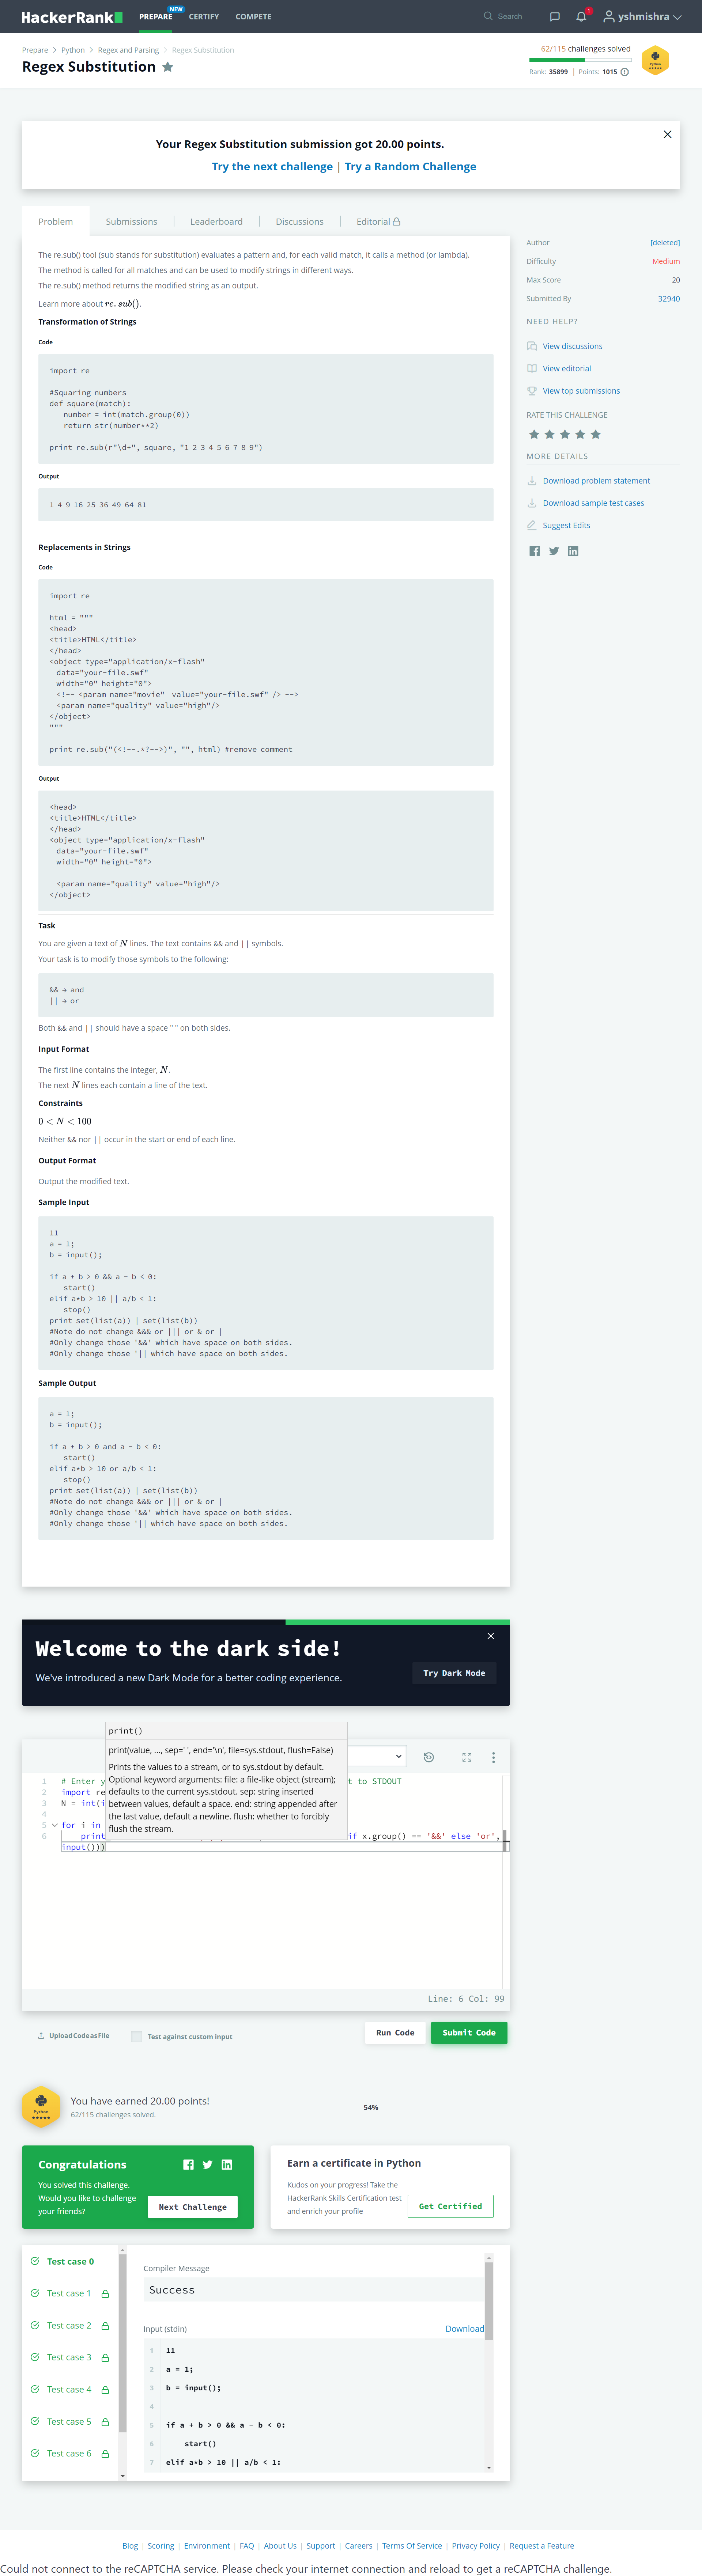 HackerRank
PREPARE
NEW
CERTIFY
COMPETE
Search
1
yshmishra
Prepare > Python > Regex and Parsing > Regex Substitution
Regex Substitution
62/115 challenges solved
Rank: 35899 | Points: 1015
Python
Your Regex Substitution submission got 20.00 points.
Try the next challenge | Try a Random Challenge
Problem
Submissions
Leaderboard
Discussions
Editorial
The re.sub() tool (sub stands for substitution) evaluates a pattern and, for each valid match, it calls a method (or lambda).
The method is called for all matches and can be used to modify strings in different ways.
The re.sub() method returns the modified string as an output.
Learn more about re.sub().
Transformation of Strings
Code
import re
#Squaring numbers
def square(match):
number = int(match.group(0))
return str(number**2)
print re.sub(r"\d+", square, "1 2 3 4 5 6 7 8 9")
Output
1 4 9 16 25 36 49 64 81
Replacements in Strings
Code
import re
html = """
<head>
<title>HTML</title>
</head>
<object type="application/x-flash"
data="your-file.swf"
width="0" height="0">
<!-- <param name="movie"  value="your-file.swf" /> -->
<param name="quality" value="high"/>
</object>
"""
print re.sub("(<!--.*?-->)", "", html) #remove comment
Output
<head>
<title>HTML</title>
</head>
<object type="application/x-flash"
data="your-file.swf"
width="0" height="0">
<param name="quality" value="high"/>
</object>
Task
You are given a text of N lines. The text contains && and || symbols.
Your task is to modify those symbols to the following:
&& → and
|| → or
Both && and || should have a space " " on both sides.
Input Format
The first line contains the integer, N.
The next N lines each contain a line of the text.
Constraints
0 < N < 100
Neither && nor || occur in the start or end of each line.
Output Format
Output the modified text.
Sample Input
11
a = 1;
b = input();
if a + b > 0 && a - b < 0:
start()
elif a*b > 10 || a/b < 1:
stop()
print set(list(a)) | set(list(b))
#Note do not change &&& or ||| or & or |
#Only change those '&&' which have space on both sides.
#Only change those '|| which have space on both sides.
Sample Output
a = 1;
b = input();
if a + b > 0 and a - b < 0:
start()
elif a*b > 10 or a/b < 1:
stop()
print set(list(a)) | set(list(b))
#Note do not change &&& or ||| or & or |
#Only change those '&&' which have space on both sides.
#Only change those '|| which have space on both sides.
Author
[deleted]
Difficulty
Medium
Max Score
20
Submitted By
32940
NEED HELP?
View discussions
View editorial
View top submissions
RATE THIS CHALLENGE
MORE DETAILS
Download problem statement
Download sample test cases
Suggest Edits
Welcome to the dark side!
We've introduced a new Dark Mode for a better coding experience.
Try Dark Mode
print()
print(value, ..., sep=' ', end='\n', file=sys.stdout, flush=False)
Prints the values to a stream, or to sys.stdout by default.
Optional keyword arguments: file: a file-like object (stream);
defaults to the current sys.stdout. sep: string inserted
between values, default a space. end: string appended after
the last value, default a newline. flush: whether to forcibly
flush the stream.
1 # Enter y t to STDOUT
2 import re
3 N = int(i
4
5 for i in
6 print if x.group() == '&&' else 'or',
input()))
Line: 6 Col: 99
Upload Code as File
Test against custom input
Run Code
Submit Code
Python
You have earned 20.00 points!
62/115 challenges solved.
54%
Congratulations
You solved this challenge.
Would you like to challenge
your friends?
Next Challenge
Earn a certificate in Python
Kudos on your progress! Take the
HackerRank Skills Certification test
and enrich your profile
Get Certified
Test case 0
Test case 1
Test case 2
Test case 3
Test case 4
Test case 5
Test case 6
Compiler Message
Success
Input (stdin)
Download
1 11
2 a = 1;
3 b = input();
4
5 if a + b > 0 && a - b < 0:
6 start()
7 elif a*b > 10 || a/b < 1:
Blog | Scoring | Environment | FAQ | About Us | Support | Careers | Terms Of Service | Privacy Policy | Request a Feature
Could not connect to the reCAPTCHA service. Please check your internet connection and reload to get a reCAPTCHA challenge.